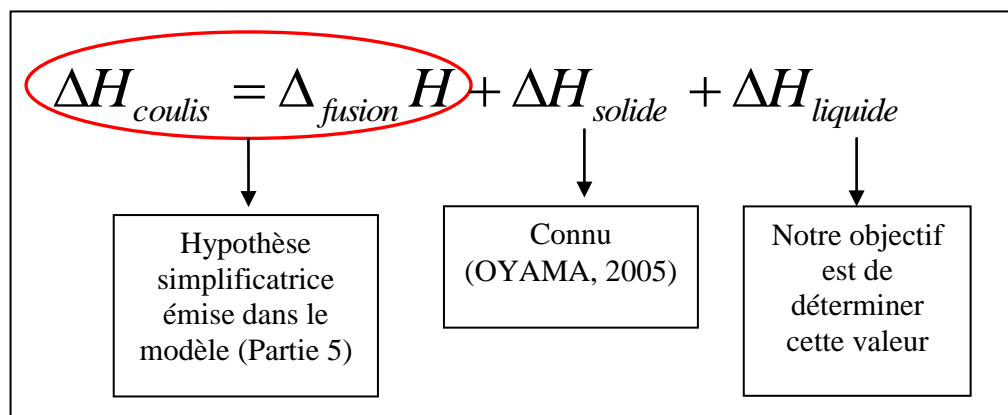 ΔH_coulis = Δ_fusion H + ΔH_solide + ΔH_liquide
Hypothèse
simplificatrice
émise dans le
modèle (Partie 5)
Connu
(OYAMA, 2005)
Notre objectif
est de
déterminer
cette valeur